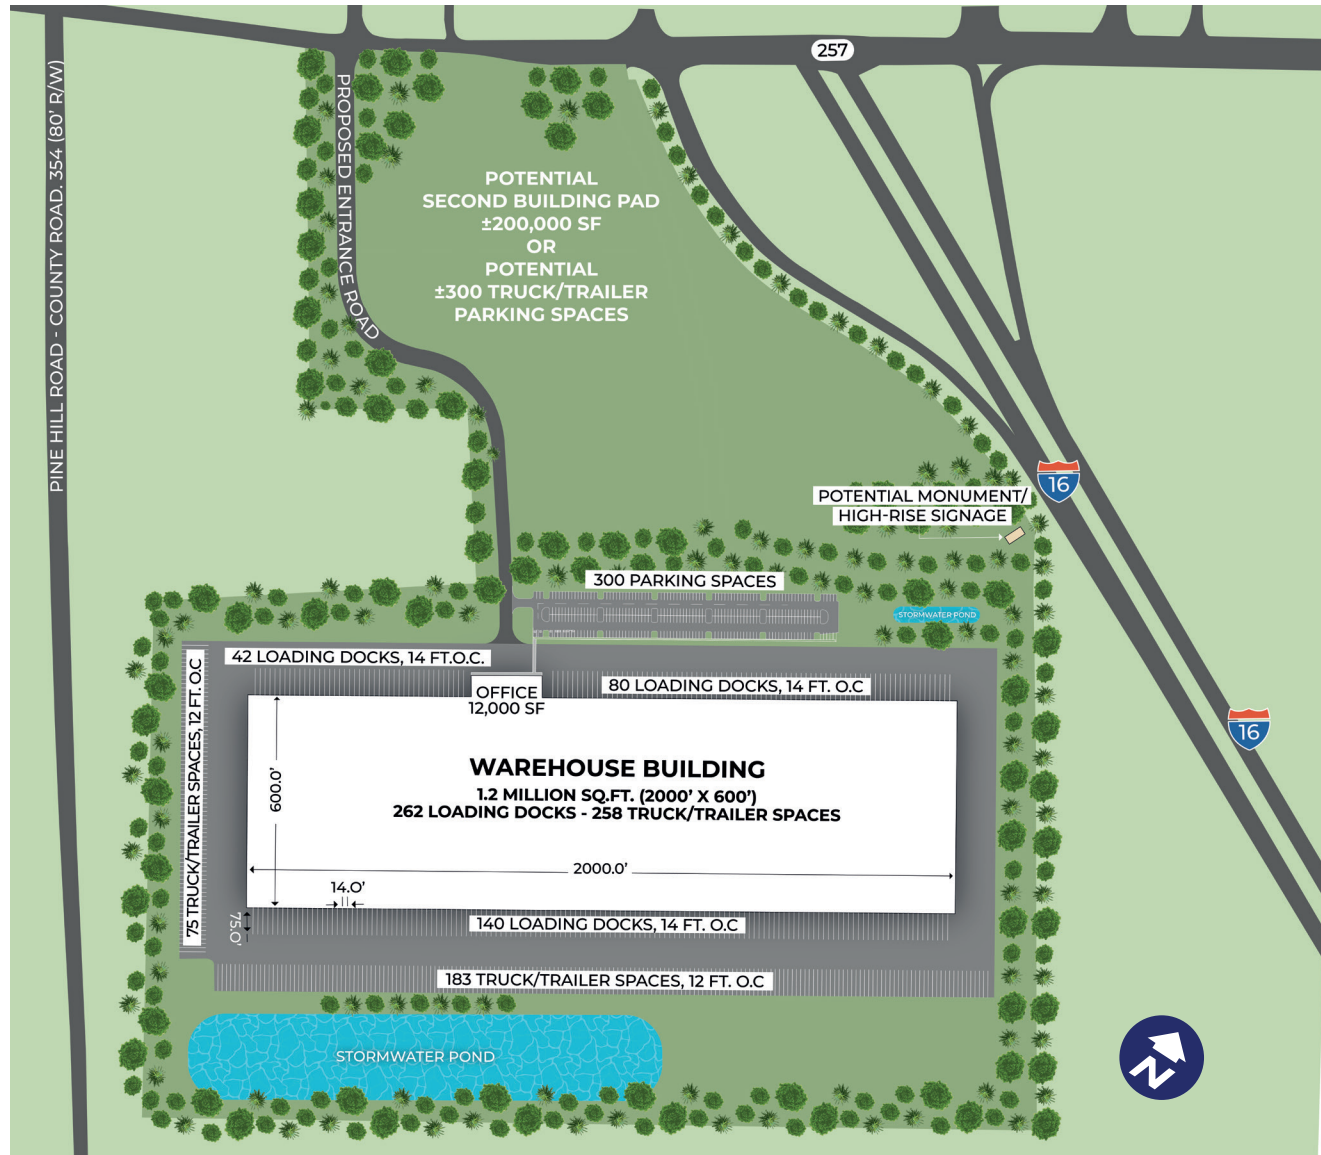 257
PINE HILL ROAD - COUNTY ROAD. 354 (80' R/W)
PROPOSED ENTRANCE ROAD
POTENTIAL
SECOND BUILDING PAD
±200,000 SF
OR
POTENTIAL
±300 TRUCK/TRAILER
PARKING SPACES
16
POTENTIAL MONUMENT/
HIGH-RISE SIGNAGE
300 PARKING SPACES
STORMWATER POND
42 LOADING DOCKS, 14 FT.O.C.
80 LOADING DOCKS, 14 FT. O.C
OFFICE
12,000 SF
75 TRUCK/TRAILER SPACES, 12 FT. O.C
16
WAREHOUSE BUILDING
1.2 MILLION SQ.FT. (2000' X 600')
262 LOADING DOCKS - 258 TRUCK/TRAILER SPACES
600.0'
2000.0'
14.0'
75.0'
140 LOADING DOCKS, 14 FT. O.C
183 TRUCK/TRAILER SPACES, 12 FT. O.C
STORMWATER POND
N